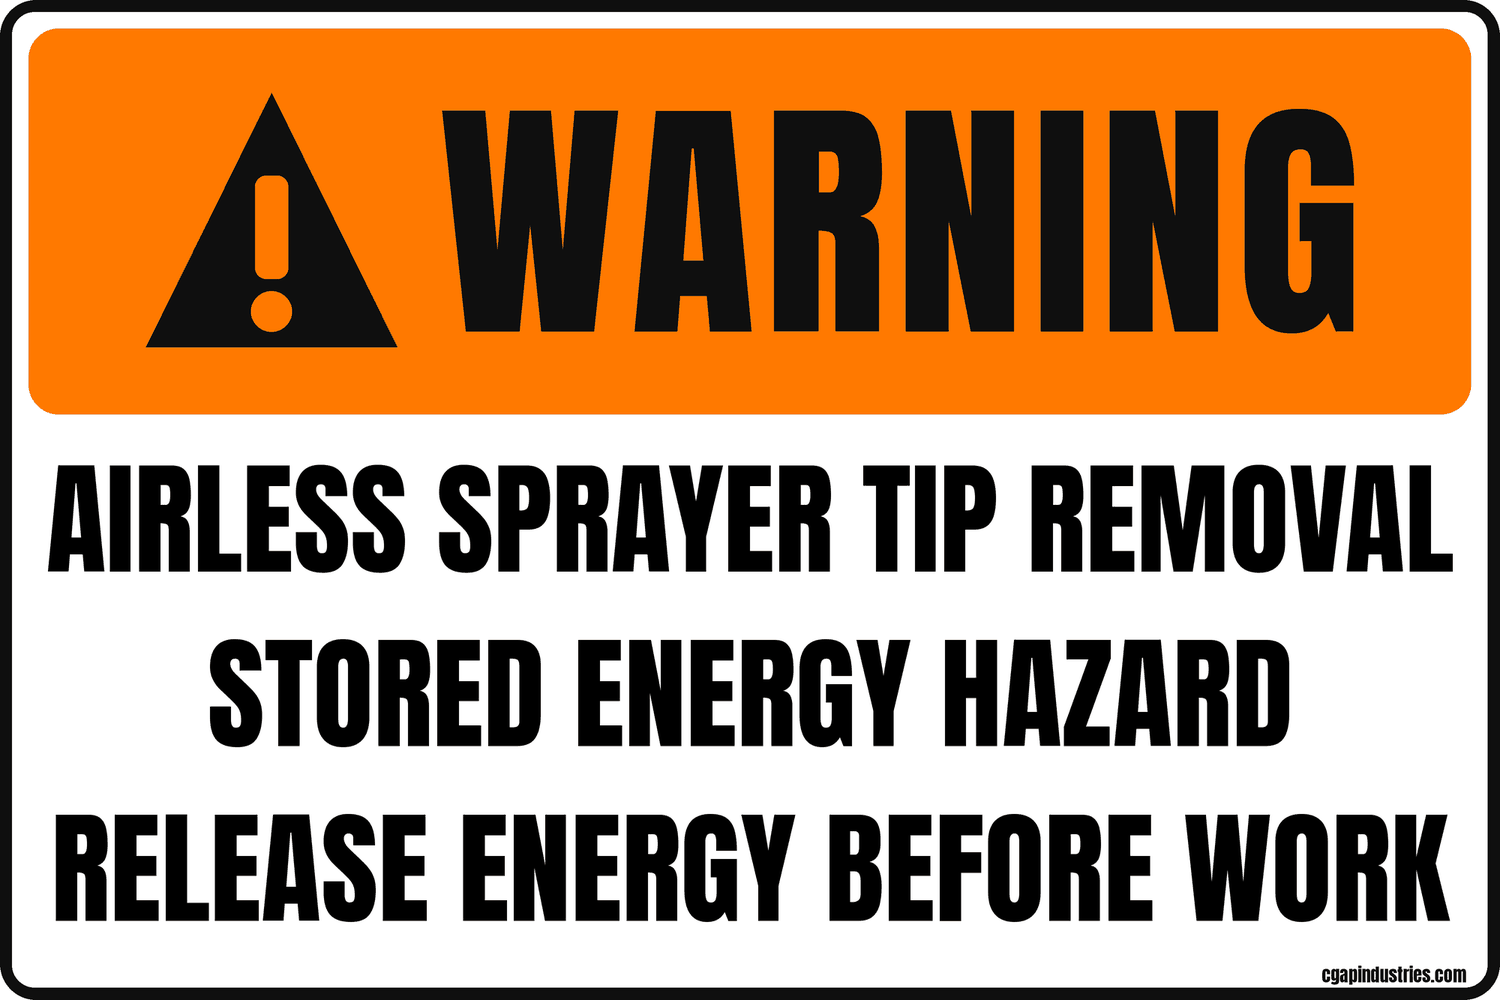 WARNING
AIRLESS SPRAYER TIP REMOVAL
STORED ENERGY HAZARD
RELEASE ENERGY BEFORE WORK
cgapindustries.com